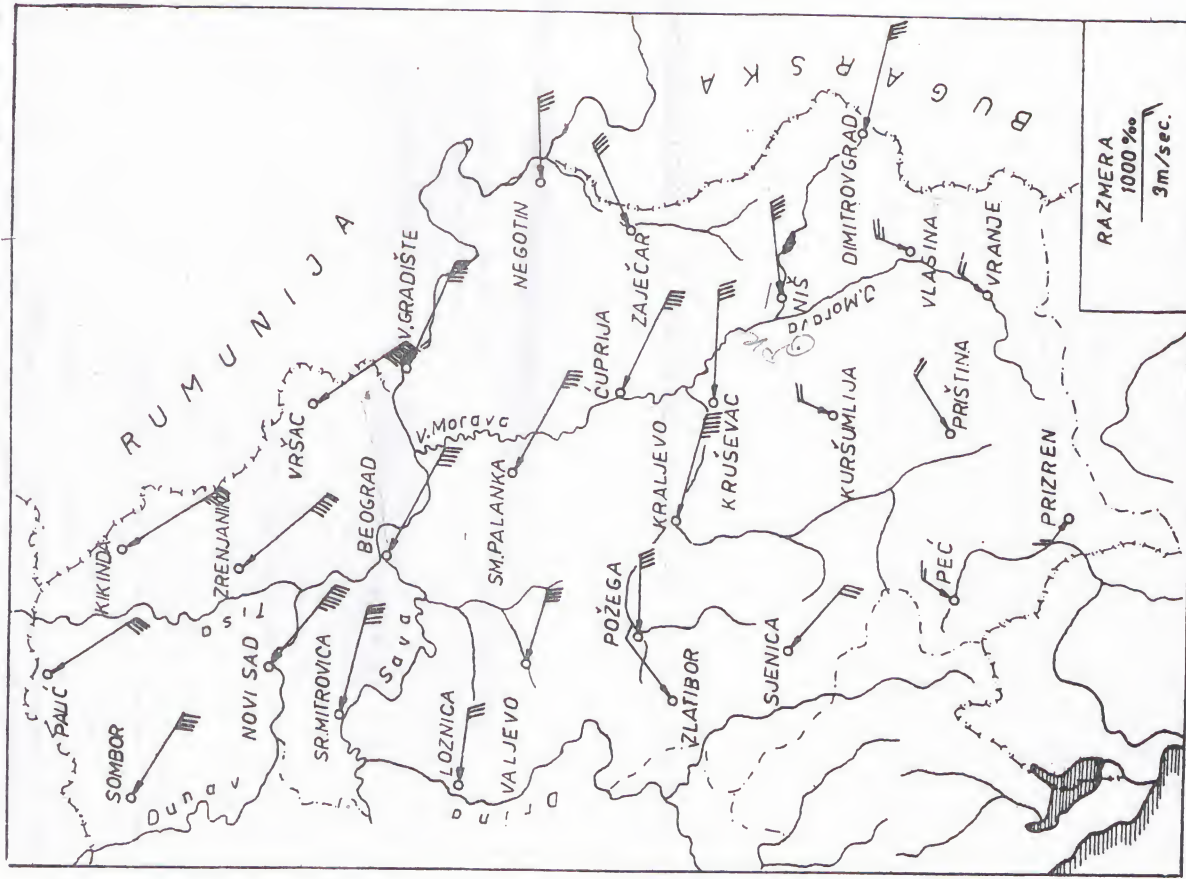 RUMUNIJA
BUGARSKA
PALIĆ
SOMBOR
KIKINDA
ZRENJANIN
NOVI SAD
SR.MITROVICA
VRŠAC
BEOGRAD
V.GRADIŠTE
LOZNICA
VALJEVO
SM.PALANKA
NEGOTIN
ZAJEČAR
ĆUPRIJA
POŽEGA
ZLATIBOR
KRALJEVO
KRUŠEVAC
NIŠ
SJENICA
KURŠUMLIJA
DIMITROVGRAD
VLASINA
VRANJE
PRIŠTINA
PEĆ
PRIZREN
Dunav
Tisa
Sava
Drina
V.Morava
J.Morava
RAZMERA
1000 ‰
3m/sec.